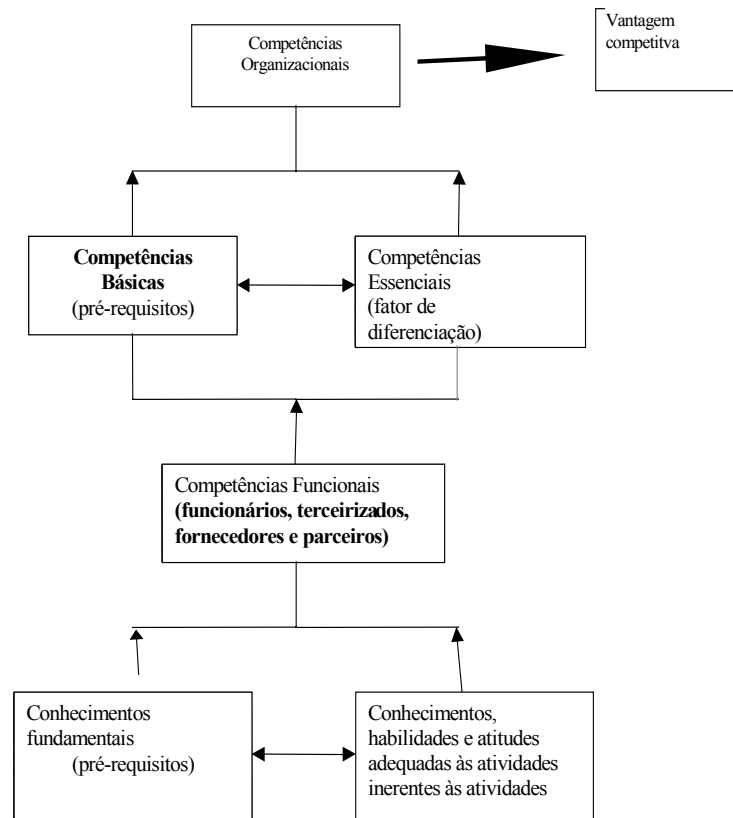 Competências
Organizacionais
Vantagem
competitva
Competências
Básicas
(pré-requisitos)
Competências
Essenciais
(fator de
diferenciação)
Competências Funcionais
(funcionários, terceirizados,
fornecedores e parceiros)
Conhecimentos
fundamentais
(pré-requisitos)
Conhecimentos,
habilidades e atitudes
adequadas às atividades
inerentes às atividades